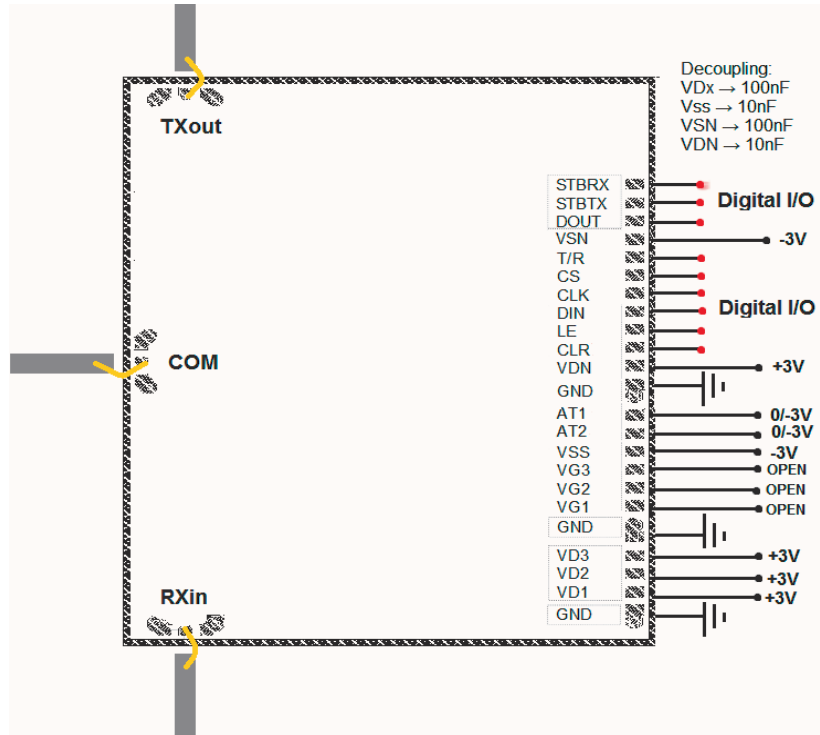 Decoupling:
VDx → 100nF
Vss → 10nF
VSN → 100nF
VDN → 10nF
TXout
STBRX
STBTX
DOUT
Digital I/O
VSN
-3V
T/R
CS
CLK
DIN
LE
CLR
Digital I/O
VDN
+3V
GND
COM
AT1
0/-3V
AT2
0/-3V
VSS
-3V
VG3
OPEN
VG2
OPEN
VG1
OPEN
GND
VD3
+3V
VD2
+3V
VD1
+3V
GND
RXin